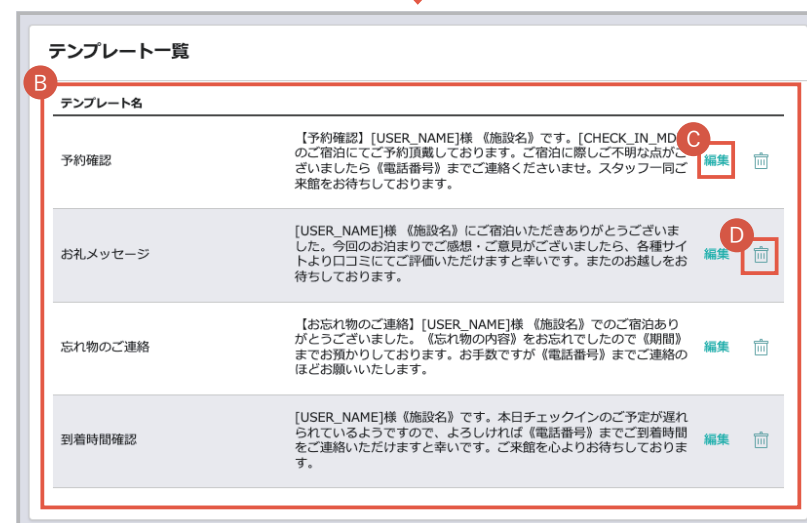 テンプレート一覧
B
テンプレート名
予約確認
【予約確認】[USER_NAME]様 《施設名》です。[CHECK_IN_MD
のご宿泊にてご予約頂戴しております。ご宿泊に際しご不明な点がご
ざいましたら《電話番号》までご連絡くださいませ。スタッフ一同ご
来館をお待ちしております。
C
編集
お礼メッセージ
[USER_NAME]様 《施設名》にご宿泊いただきありがとうございま
した。今回のお泊まりでご感想・ご意見がございましたら、各種サイ
トより口コミにてご評価いただけますと幸いです。またのお越しをお
待ちしております。
編集
D
忘れ物のご連絡
【お忘れ物のご連絡】[USER_NAME]様 《施設名》でのご宿泊あり
がとうございました。《忘れ物の内容》をお忘れでしたので《期間》
までお預かりしております。お手数ですが《電話番号》までご連絡の
ほどお願いいたします。
編集
到着時間確認
[USER_NAME]様《施設名》です。本日チェックインのご予定が遅れ
られているようですので、よろしければ《電話番号》までご到着時間
をご連絡いただけますと幸いです。ご来館を心よりお待ちしておりま
す。
編集